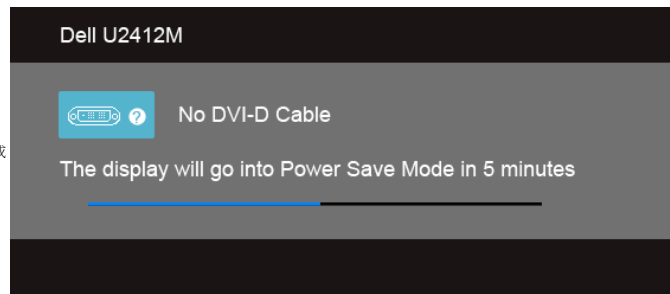 Dell U2412M
? No DVI-D Cable
The display will go into Power Save Mode in 5 minutes